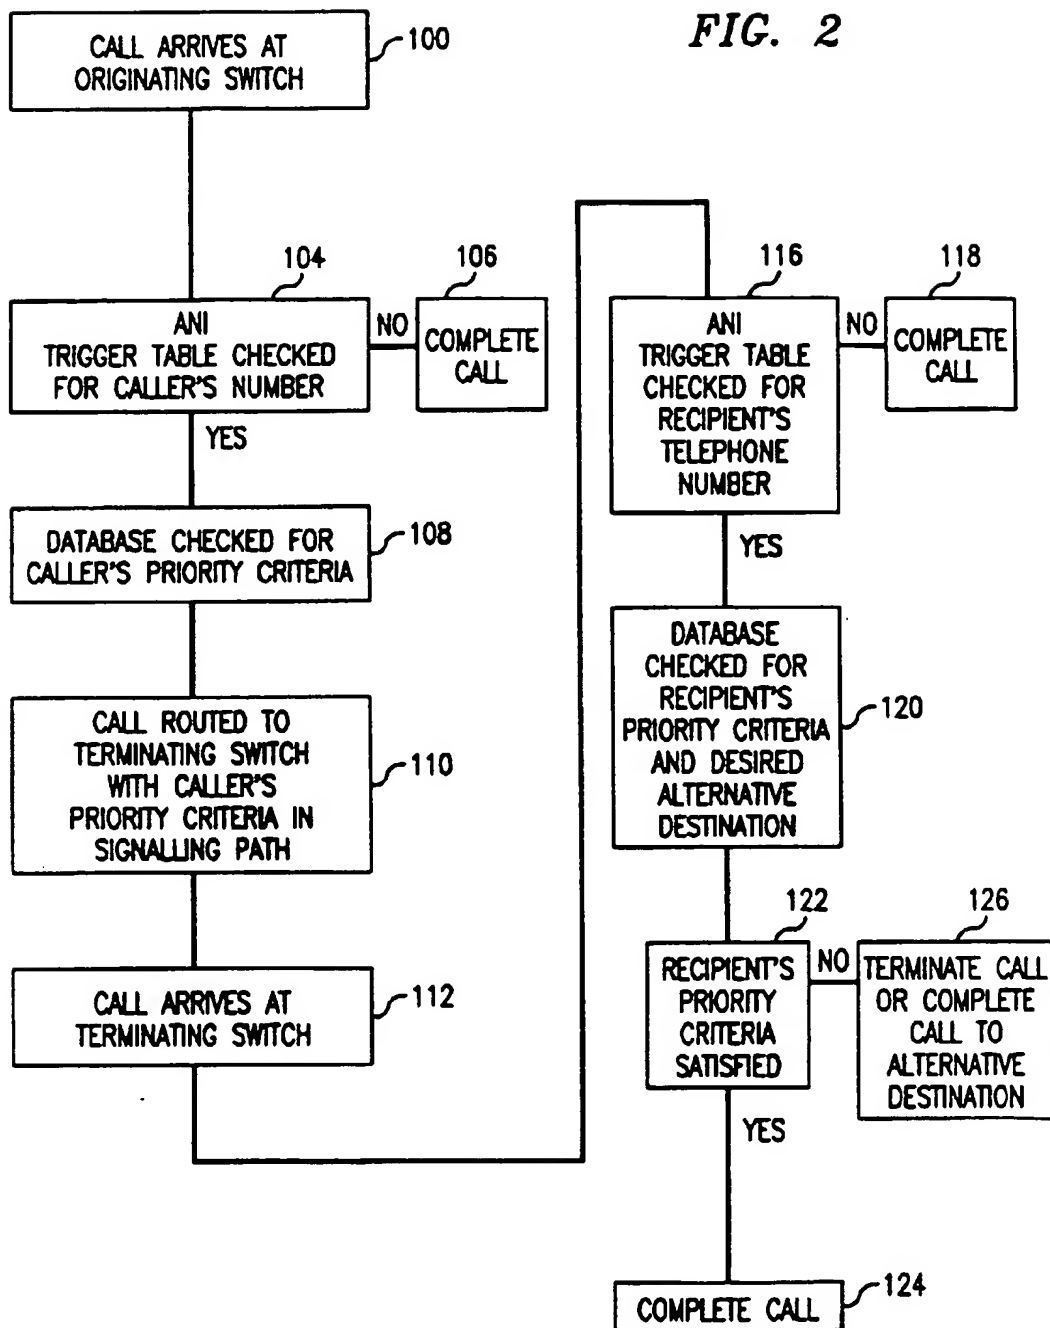 FIG. 2
CALL ARRIVES AT
ORIGINATING SWITCH
100
104
ANI
TRIGGER TABLE CHECKED
FOR CALLER'S NUMBER
NO
106
COMPLETE
CALL
YES
DATABASE CHECKED FOR
CALLER'S PRIORITY CRITERIA
108
CALL ROUTED TO
TERMINATING SWITCH
WITH CALLER'S
PRIORITY CRITERIA IN
SIGNALLING PATH
110
CALL ARRIVES AT
TERMINATING SWITCH
112
116
ANI
TRIGGER TABLE
CHECKED FOR
RECIPIENT'S
TELEPHONE
NUMBER
NO
118
COMPLETE
CALL
YES
DATABASE
CHECKED FOR
RECIPIENT'S
PRIORITY CRITERIA
AND DESIRED
ALTERNATIVE
DESTINATION
120
122
RECIPIENT'S
PRIORITY
CRITERIA
SATISFIED
NO
126
TERMINATE CALL
OR COMPLETE
CALL TO
ALTERNATIVE
DESTINATION
YES
COMPLETE CALL
124